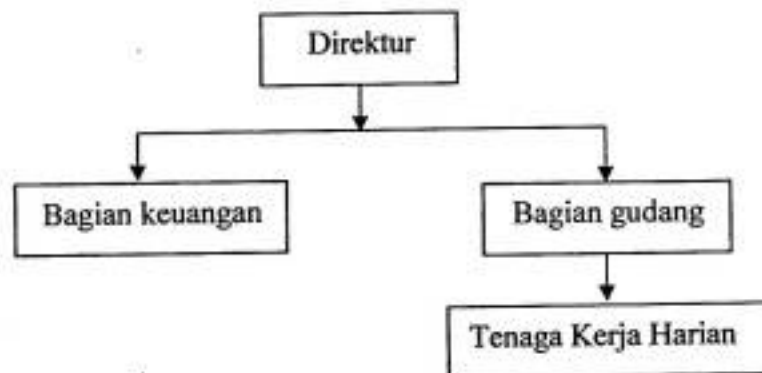 Direktur
Bagian keuangan
Bagian gudang
Tenaga Kerja Harian